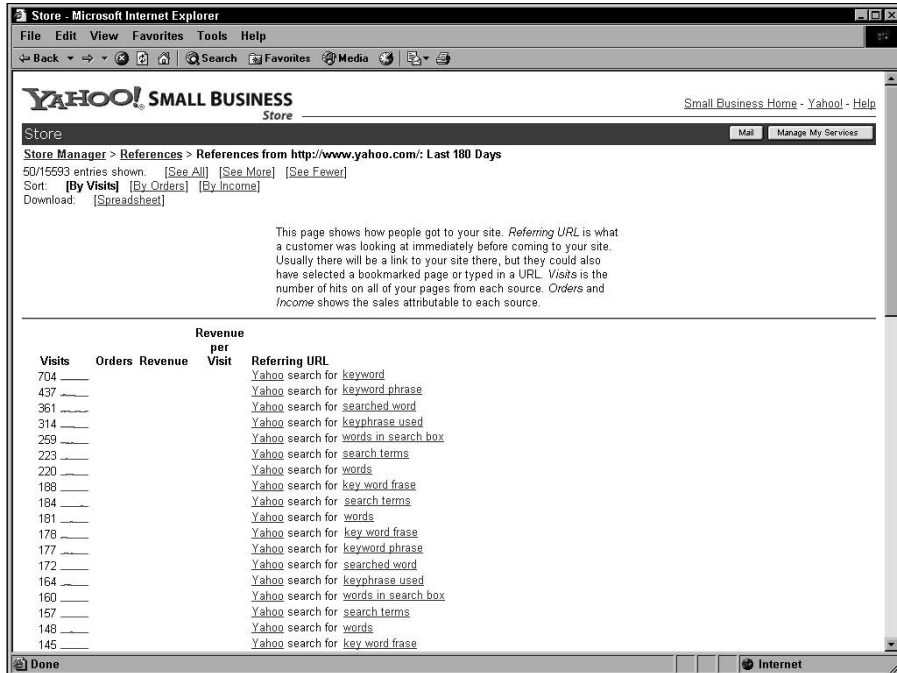 Store - Microsoft Internet Explorer
File Edit View Favorites Tools Help
Back Search Favorites Media
YAHOO! SMALL BUSINESS
Store
Small Business Home - Yahoo! - Help
Store Mail Manage My Services
Store Manager > References > References from http://www.yahoo.com/: Last 180 Days
50/15593 entries shown. [See All] [See More] [See Fewer]
Sort: [By Visits] [By Orders] [By Income]
Download: [Spreadsheet]
This page shows how people got to your site. Referring URL is what
a customer was looking at immediately before coming to your site.
Usually there will be a link to your site there, but they could also
have selected a bookmarked page or typed in a URL. Visits is the
number of hits on all of your pages from each source. Orders and
Income shows the sales attributable to each source.
Revenue
per
Visits Orders Revenue Visit Referring URL
704 Yahoo search for keyword
437 Yahoo search for keyword phrase
361 Yahoo search for searched word
314 Yahoo search for keyphrase used
259 Yahoo search for words in search box
223 Yahoo search for search terms
220 Yahoo search for words
188 Yahoo search for key word frase
184 Yahoo search for search terms
181 Yahoo search for words
178 Yahoo search for key word frase
177 Yahoo search for keyword phrase
172 Yahoo search for searched word
164 Yahoo search for keyphrase used
160 Yahoo search for words in search box
157 Yahoo search for search terms
148 Yahoo search for words
145 Yahoo search for key word frase
Done Internet